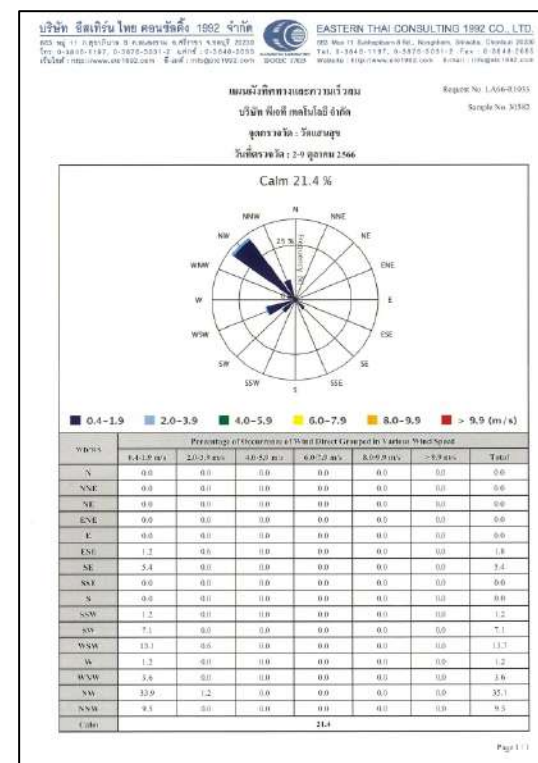 บริษัท อีสเทิร์น ไทย คอนซัลติ้ง 1992 จำกัด
EASTERN THAI CONSULTING 1992 CO., LTD.
แผนผังทิศทางและความเร็วลม
Request No. LA66-R1055
บริษัท พีเอที เทคโนโลยี จำกัด
จุดตรวจวัด : วัดแสนสุข
วันที่ตรวจวัด : 2-9 ตุลาคม 2566
Calm 21.4 %
N
NNW NNE
NW NE
25 %
WNW ENE
W E
WSW ESE
SW SE
SSW SSE
S
0.4-1.9 2.0-3.9 4.0-5.9 6.0-7.9 8.0-9.9 > 9.9 (m/s)
Percentage of Occurrence of Wind Direct Grouped in Various Wind Speed
0.4-1.9 m/s 2.0-3.9 m/s 4.0-5.9 m/s 6.0-7.9 m/s 8.0-9.9 m/s > 9.9 m/s Total
N 0.0 0.0 0.0 0.0 0.0 0.0 0.0
NNE 0.0 0.0 0.0 0.0 0.0 0.0 0.0
NE 0.0 0.0 0.0 0.0 0.0 0.0 0.0
ENE 0.0 0.0 0.0 0.0 0.0 0.0 0.0
E 0.0 0.0 0.0 0.0 0.0 0.0 0.0
ESE 1.2 0.6 0.0 0.0 0.0 0.0 1.8
SE 5.4 0.0 0.0 0.0 0.0 0.0 5.4
SSE 0.0 0.0 0.0 0.0 0.0 0.0 0.0
S 0.0 0.0 0.0 0.0 0.0 0.0 0.0
SSW 1.2 0.0 0.0 0.0 0.0 0.0 1.2
SW 7.1 0.0 0.0 0.0 0.0 0.0 7.1
WSW 13.1 0.6 0.0 0.0 0.0 0.0 13.7
W 1.2 0.0 0.0 0.0 0.0 0.0 1.2
WNW 3.6 0.0 0.0 0.0 0.0 0.0 3.6
NW 33.9 1.2 0.0 0.0 0.0 0.0 35.1
NNW 9.5 0.0 0.0 0.0 0.0 0.0 9.5
Calm 21.4
Page 1/1